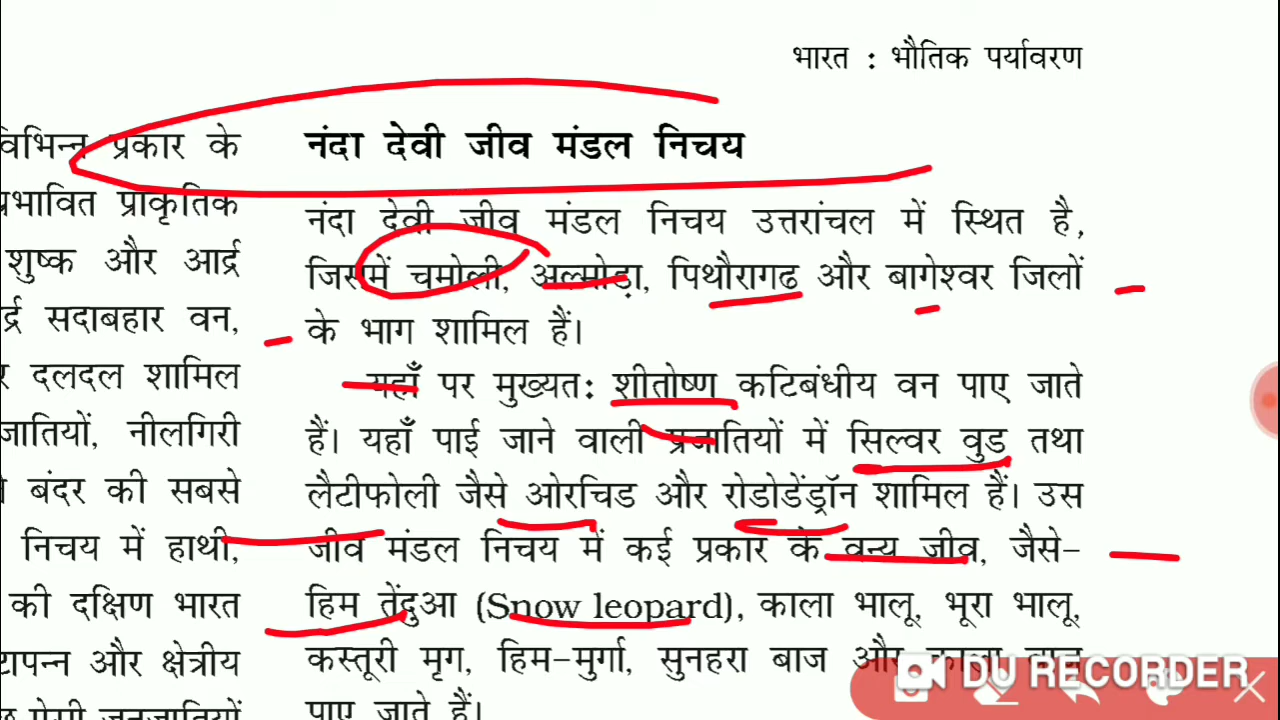 भारत : भौतिक पर्यावरण
विभिन्न प्रकार के
प्रभावित प्राकृतिक
शुष्क और आर्द्र
र्द्र सदाबहार वन,
र दलदल शामिल
जातियों, नीलगिरी
बंदर की सबसे
निचय में हाथी,
की दक्षिण भारत
टापन्न और क्षेत्रीय
ऐसी जनजातियों
नंदा देवी जीव मंडल निचय
नंदा देवी जीव मंडल निचय उत्तरांचल में स्थित है,
जिसमें चमोली, अल्मोड़ा, पिथौरागढ और बागेश्वर जिलों
के भाग शामिल हैं।
यहाँ पर मुख्यत: शीतोष्ण कटिबंधीय वन पाए जाते
हैं। यहाँ पाई जाने वाली प्रजातियों में सिल्वर वुड तथा
लैटीफोली जैसे ओरचिड और रोडोडेंड्रॉन शामिल हैं। उस
जीव मंडल निचय में कई प्रकार के वन्य जीव, जैसे-
हिम तेंदुआ (Snow leopard), काला भालू, भूरा भालू,
कस्तूरी मृग, हिम-मुर्गा, सुनहरा बाज और काला बाज
पाए जाते हैं।
DU RECORDER